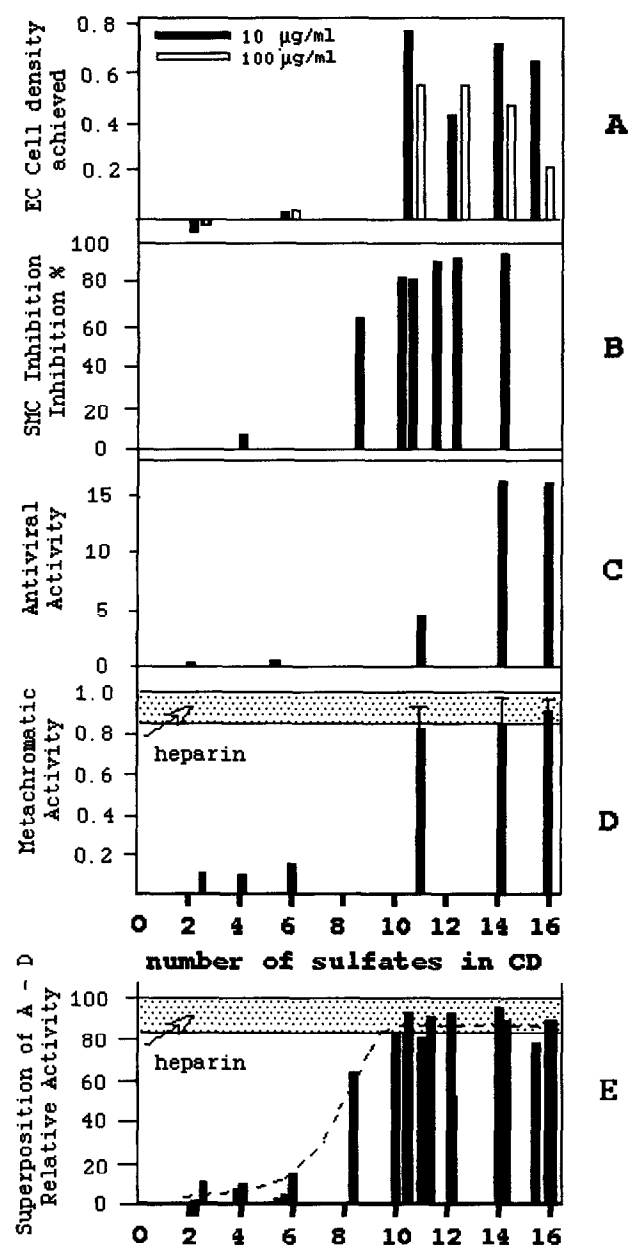 0.8
0.6
0.4
0.2
EC Cell density
achieved
10 µg/ml
100 µg/ml
A
100
80
60
40
20
0
SMC Inhibition
Inhibition %
B
15
10
5
0
Antiviral
Activity
C
1.0
0.8
0.6
0.4
0.2
Metachromatic
Activity
heparin
D
0 2 4 6 8 10 12 14 16
number of sulfates in CD
100
80
60
40
20
0
Superposition of A - D
Relative Activity
heparin
E
0 2 4 6 8 10 12 14 16